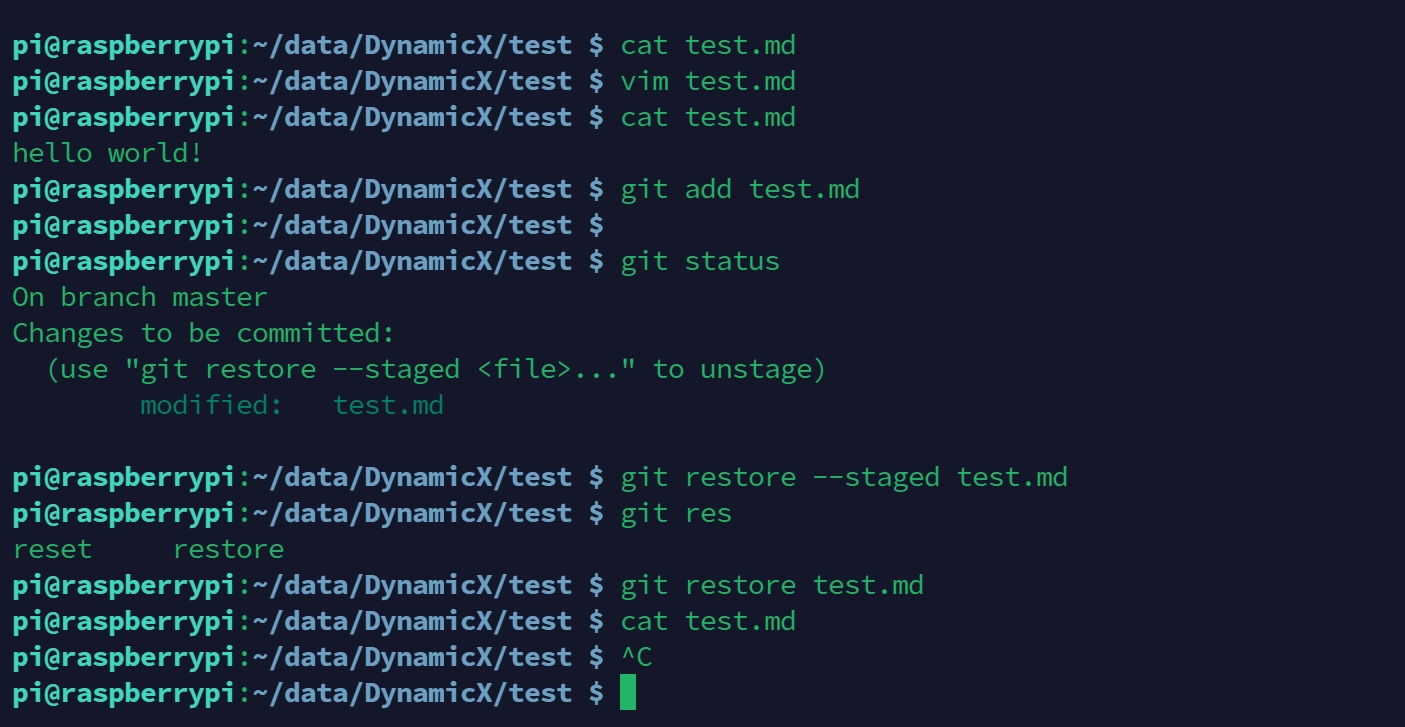 pi@raspberrypi:~/data/DynamicX/test $ cat test.md
pi@raspberrypi:~/data/DynamicX/test $ vim test.md
pi@raspberrypi:~/data/DynamicX/test $ cat test.md
hello world!
pi@raspberrypi:~/data/DynamicX/test $ git add test.md
pi@raspberrypi:~/data/DynamicX/test $
pi@raspberrypi:~/data/DynamicX/test $ git status
On branch master
Changes to be committed:
  (use "git restore --staged <file>..." to unstage)
        modified:   test.md

pi@raspberrypi:~/data/DynamicX/test $ git restore --staged test.md
pi@raspberrypi:~/data/DynamicX/test $ git res
reset     restore
pi@raspberrypi:~/data/DynamicX/test $ git restore test.md
pi@raspberrypi:~/data/DynamicX/test $ cat test.md
pi@raspberrypi:~/data/DynamicX/test $ ^C
pi@raspberrypi:~/data/DynamicX/test $